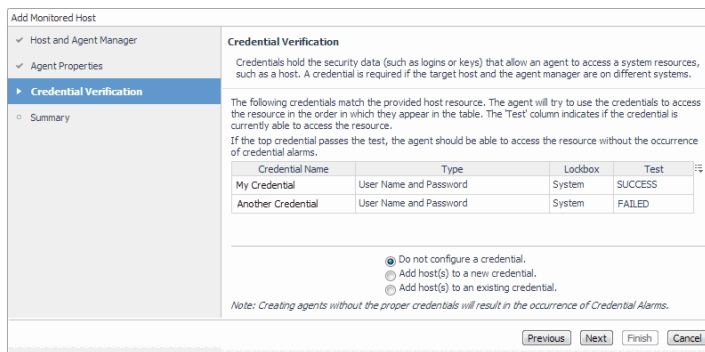 Add Monitored Host
Host and Agent Manager
Agent Properties
Credential Verification
Summary
Credential Verification
Credentials hold the security data (such as logins or keys) that allow an agent to access a system resources,
such as a host. A credential is required if the target host and the agent manager are on different systems.
The following credentials match the provided host resource. The agent will try to use the credentials to access
the resource in the order in which they appear in the table. The 'Test' column indicates if the credential is
currently able to access the resource.
If the top credential passes the test, the agent should be able to access the resource without the occurrence
of credential alarms.
Credential Name Type Lockbox Test
My Credential User Name and Password System SUCCESS
Another Credential User Name and Password System FAILED
Do not configure a credential.
Add host(s) to a new credential.
Add host(s) to an existing credential.
Note: Creating agents without the proper credentials will result in the occurrence of Credential Alarms.
Previous Next Finish Cancel